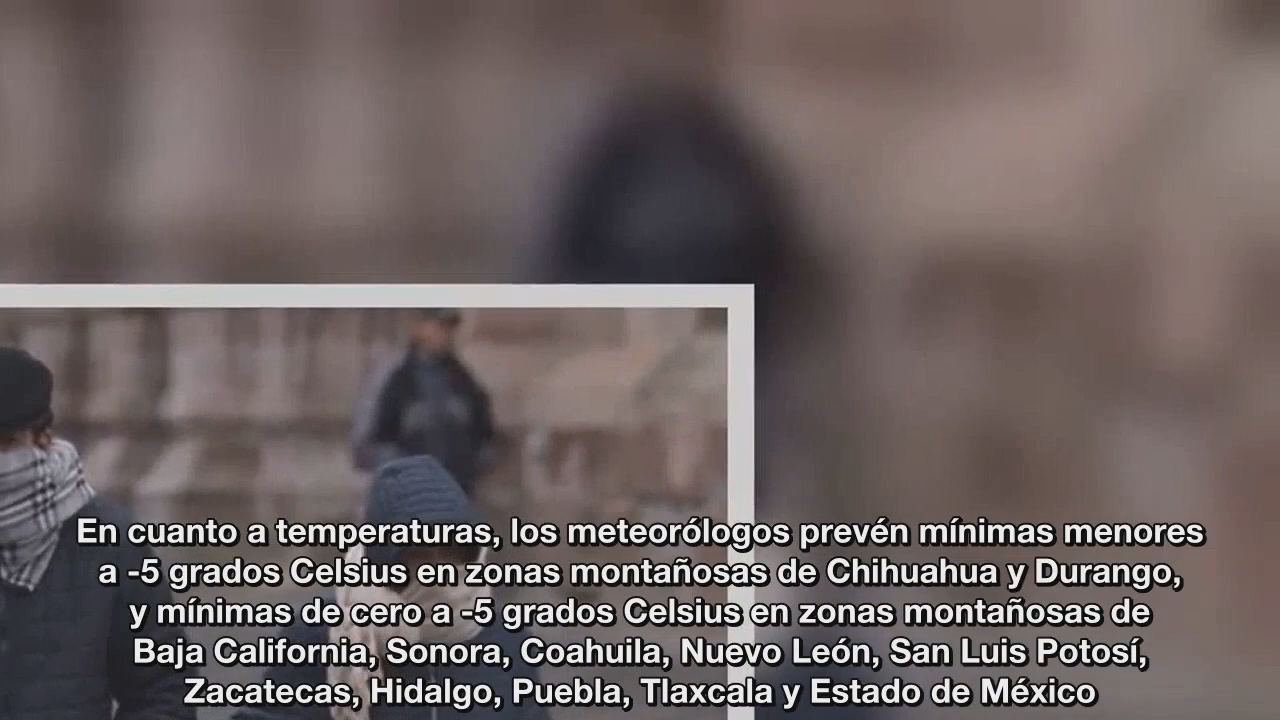 En cuanto a temperaturas, los meteorólogos prevén mínimas menores
a -5 grados Celsius en zonas montañosas de Chihuahua y Durango,
y mínimas de cero a -5 grados Celsius en zonas montañosas de
Baja California, Sonora, Coahuila, Nuevo León, San Luis Potosí,
Zacatecas, Hidalgo, Puebla, Tlaxcala y Estado de México